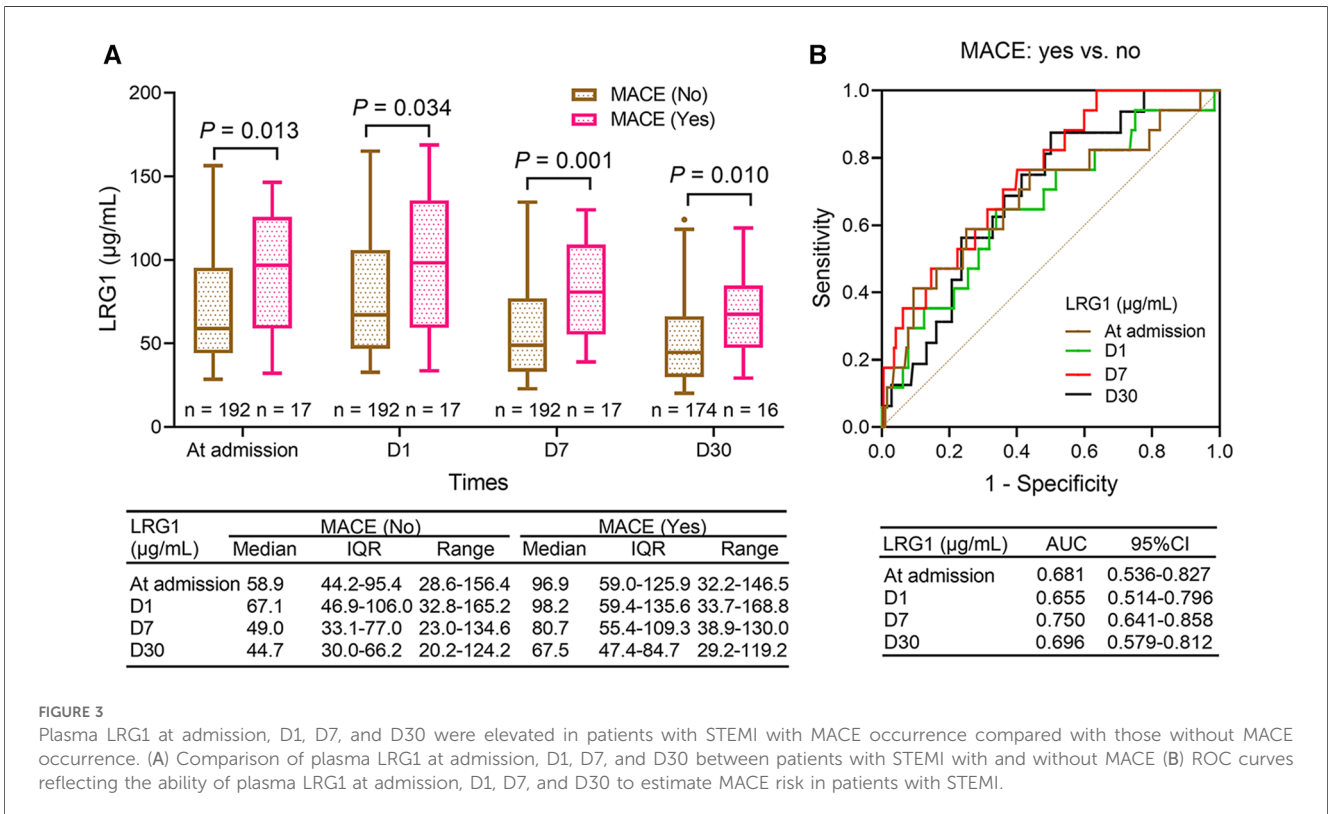 A
200
150
100
50
0
LRG1 (µg/mL)
MACE (No)
MACE (Yes)
P = 0.013
P = 0.034
P = 0.001
P = 0.010
n = 192 n = 17 n = 192 n = 17 n = 192 n = 17 n = 174 n = 16
At admission D1 D7 D30
Times
LRG1 (µg/mL) MACE (No) MACE (Yes)
Median IQR Range Median IQR Range
At admission 58.9 44.2-95.4 28.6-156.4 96.9 59.0-125.9 32.2-146.5
D1 67.1 46.9-106.0 32.8-165.2 98.2 59.4-135.6 33.7-168.8
D7 49.0 33.1-77.0 23.0-134.6 80.7 55.4-109.3 38.9-130.0
D30 44.7 30.0-66.2 20.2-124.2 67.5 47.4-84.7 29.2-119.2
B
MACE: yes vs. no
1.0
0.8
0.6
0.4
0.2
0.0
Sensitivity
LRG1 (µg/mL)
At admission
D1
D7
D30
0.0 0.2 0.4 0.6 0.8 1.0
1 - Specificity
LRG1 (µg/mL) AUC 95%CI
At admission 0.681 0.536-0.827
D1 0.655 0.514-0.796
D7 0.750 0.641-0.858
D30 0.696 0.579-0.812
FIGURE 3
Plasma LRG1 at admission, D1, D7, and D30 were elevated in patients with STEMI with MACE occurrence compared with those without MACE
occurrence. (A) Comparison of plasma LRG1 at admission, D1, D7, and D30 between patients with STEMI with and without MACE (B) ROC curves
reflecting the ability of plasma LRG1 at admission, D1, D7, and D30 to estimate MACE risk in patients with STEMI.